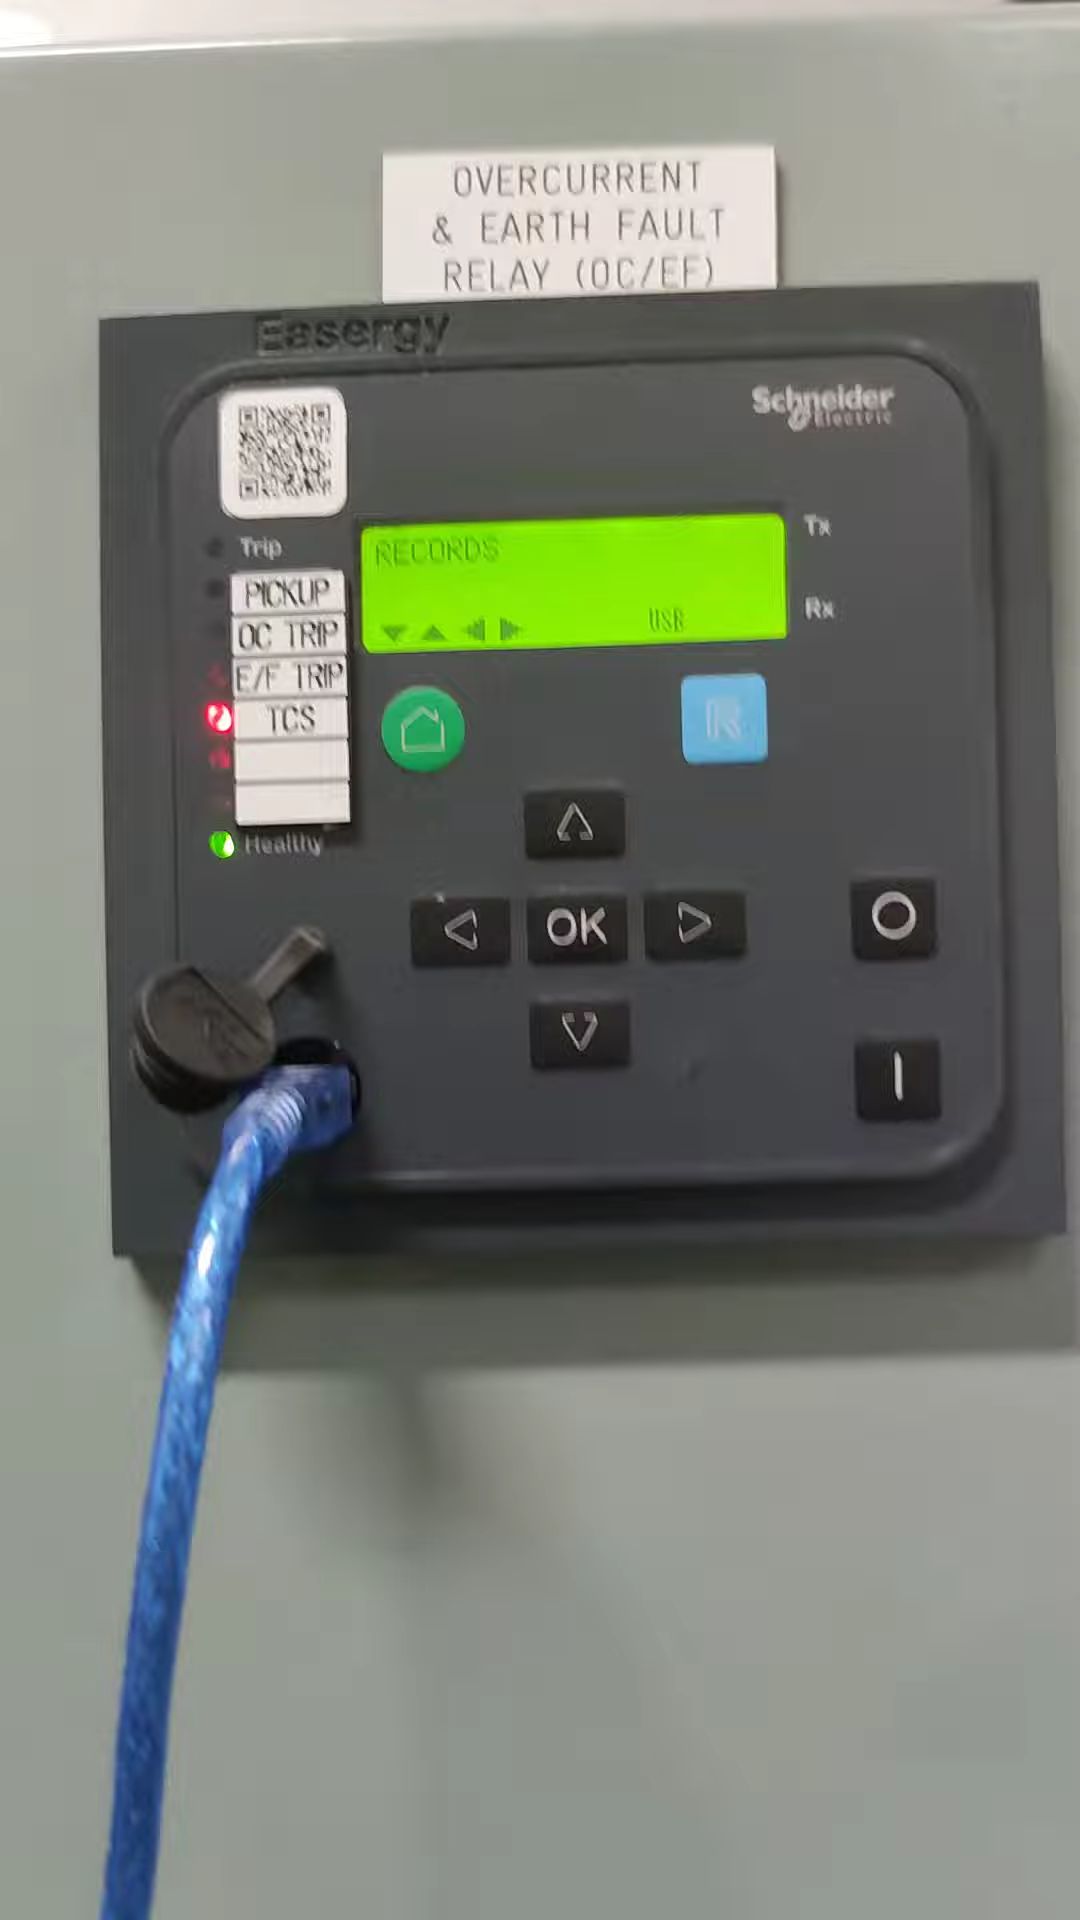 OVERCURRENT
& EARTH FAULT
RELAY (OC/EF)
Easergy
Schneider
Electric
Trip
PICKUP
OC TRIP
E/F TRIP
TCS
Healthy
RECORDS
USB
Tx
Rx
R
OK
O
I